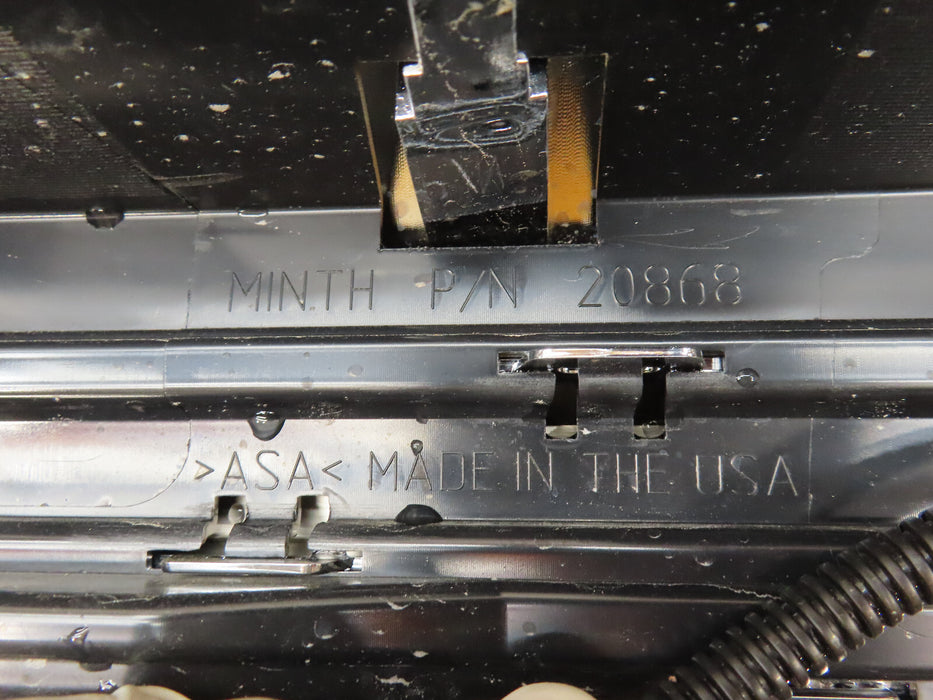 MINTH P/N 20868
>ASA< MADE IN THE USA